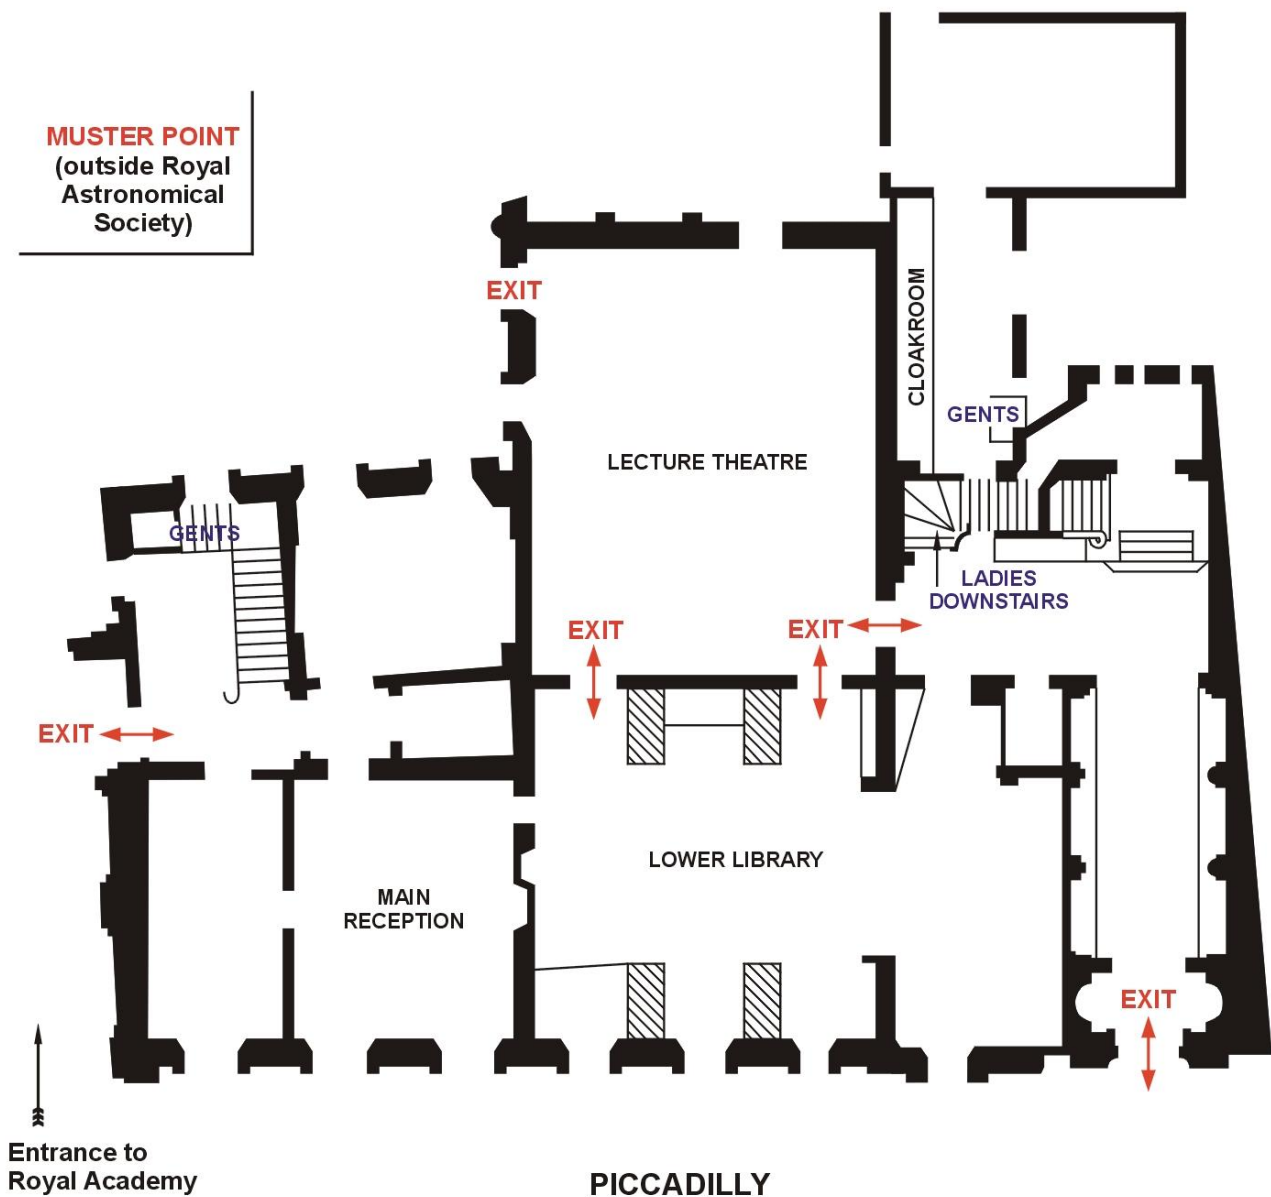 MUSTER POINT
(outside Royal
Astronomical
Society)
EXIT
CLOAKROOM
GENTS
LECTURE THEATRE
GENTS
LADIES
DOWNSTAIRS
EXIT
EXIT
EXIT
LOWER LIBRARY
MAIN
RECEPTION
EXIT
Entrance to
Royal Academy
PICCADILLY